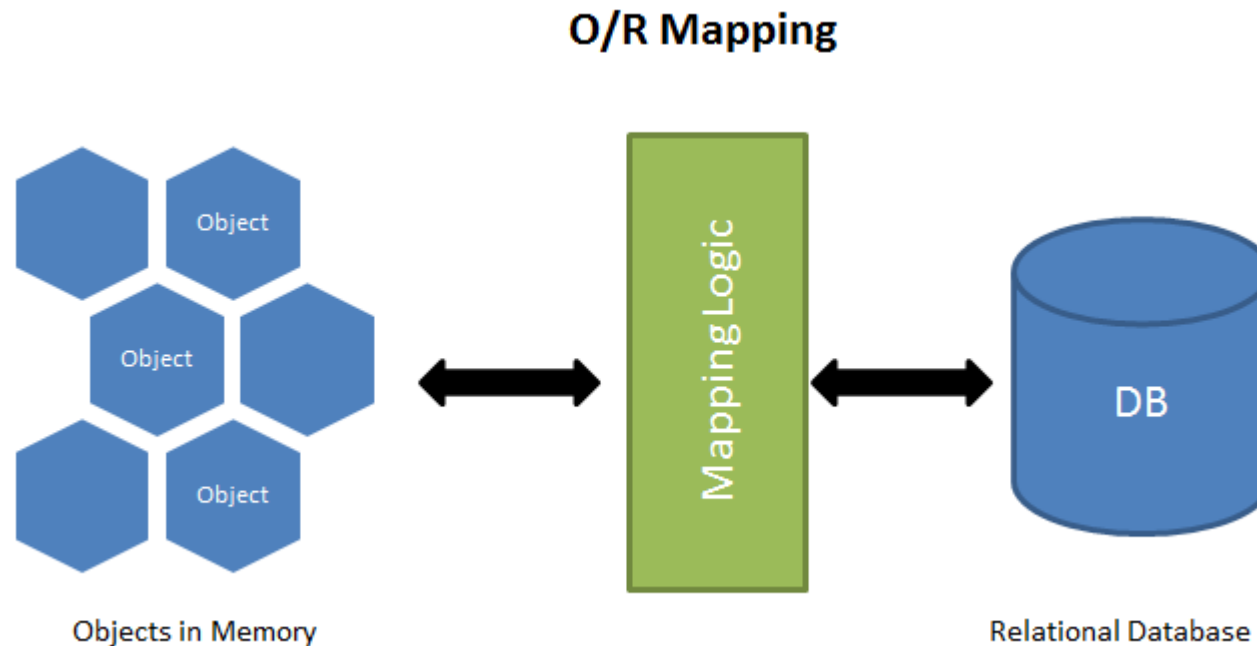 O/R Mapping
Object
Object
Object
Mapping Logic
DB
Objects in Memory
Relational Database